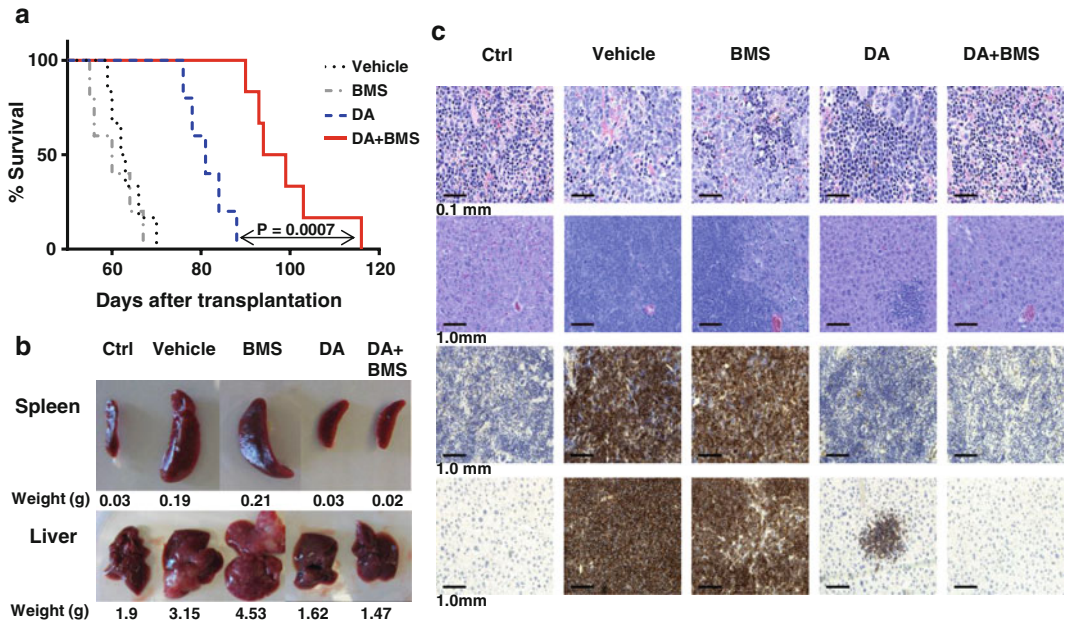 a
% Survival
100
50
0
60 80 100 120
Days after transplantation
Vehicle
BMS
DA
DA+BMS
P = 0.0007
b
Ctrl Vehicle BMS DA DA+
BMS
Spleen
Weight (g) 0.03 0.19 0.21 0.03 0.02
Liver
Weight (g) 1.9 3.15 4.53 1.62 1.47
c
Ctrl Vehicle BMS DA DA+BMS
0.1 mm
1.0mm
1.0 mm
1.0mm